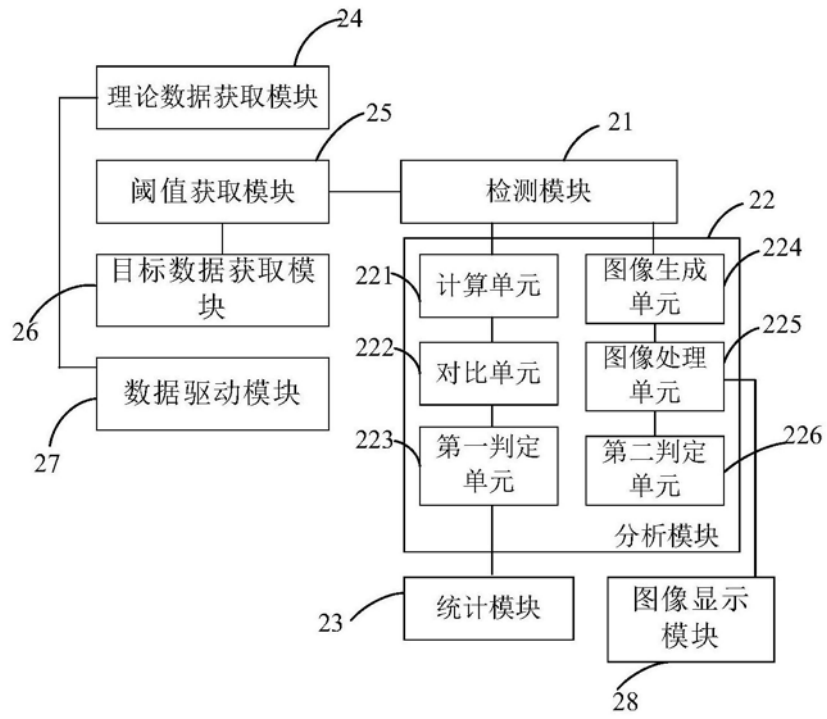 24
理论数据获取模块
25
阈值获取模块
21
检测模块
22
目标数据获取模
块
26
221
计算单元
图像生成
单元
224
222
对比单元
图像处理
单元
225
数据驱动模块
27
223
第一判定
单元
第二判定
单元
226
分析模块
23
统计模块
图像显示
模块
28